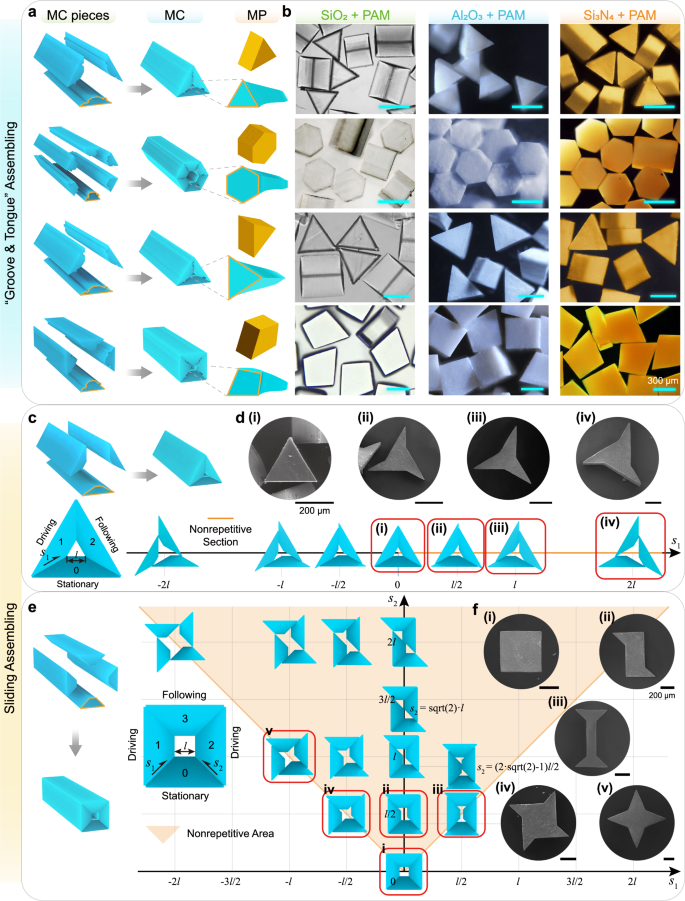 a
MC pieces
MC
MP
b
SiO₂ + PAM
Al₂O₃ + PAM
Si₃N₄ + PAM
"Groove & Tongue" Assembling
300 µm
c
d
(i)
(ii)
(iii)
(iv)
200 µm
Driving
Following
1
2
s₁
l
0
Stationary
Nonrepetitive
Section
(i)
(ii)
(iii)
(iv)
s₁
-2l
-l
-l/2
0
l/2
l
2l
Sliding Assembling
e
s₂
f
(i)
(ii)
2l
200 µm
3l/2
s₂ = sqrt(2)·l
(iii)
Following
3
Driving
1
l
2
Driving
s₁
s₂
0
Stationary
v
l
s₂ = (2·sqrt(2)-1)l/2
iv
ii
iii
l/2
(iv)
(v)
Nonrepetitive Area
i
-2l
-3l/2
-l
-l/2
0
l/2
l
3l/2
2l
s₁